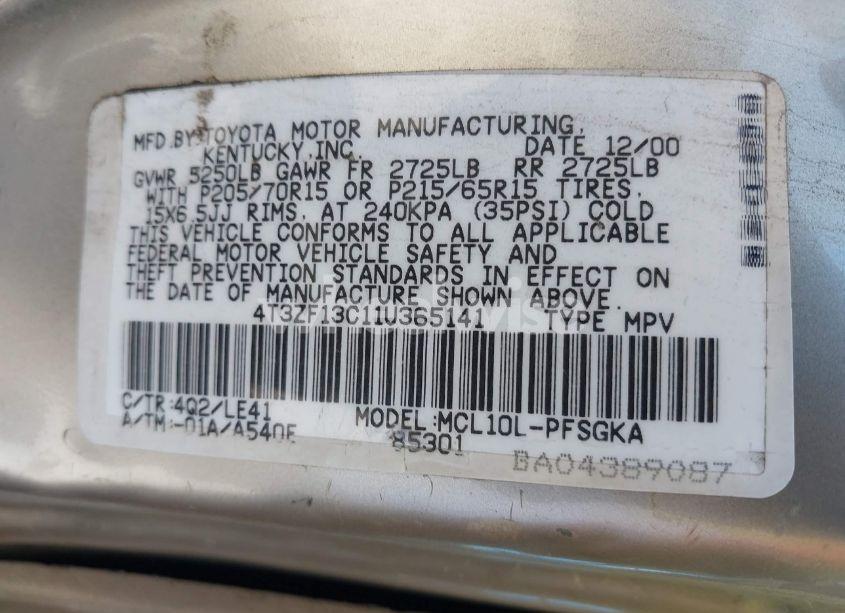 MFD.BY:TOYOTA MOTOR MANUFACTURING,
KENTUCKY,INC. DATE 12/00
GVWR 5250LB GAWR FR 2725LB RR 2725LB
WITH P205/70R15 OR P215/65R15 TIRES,
15X6.5JJ RIMS, AT 240KPA (35PSI) COLD
THIS VEHICLE CONFORMS TO ALL APPLICABLE
FEDERAL MOTOR VEHICLE SAFETY AND
THEFT PREVENTION STANDARDS IN EFFECT ON
THE DATE OF MANUFACTURE SHOWN ABOVE.
4T3ZF13C11U365141 TYPE MPV
C/TR:4Q2/LE41 MODEL:MCL10L-PFSGKA
A/TM:-01A/A540E 85301
BA04389087